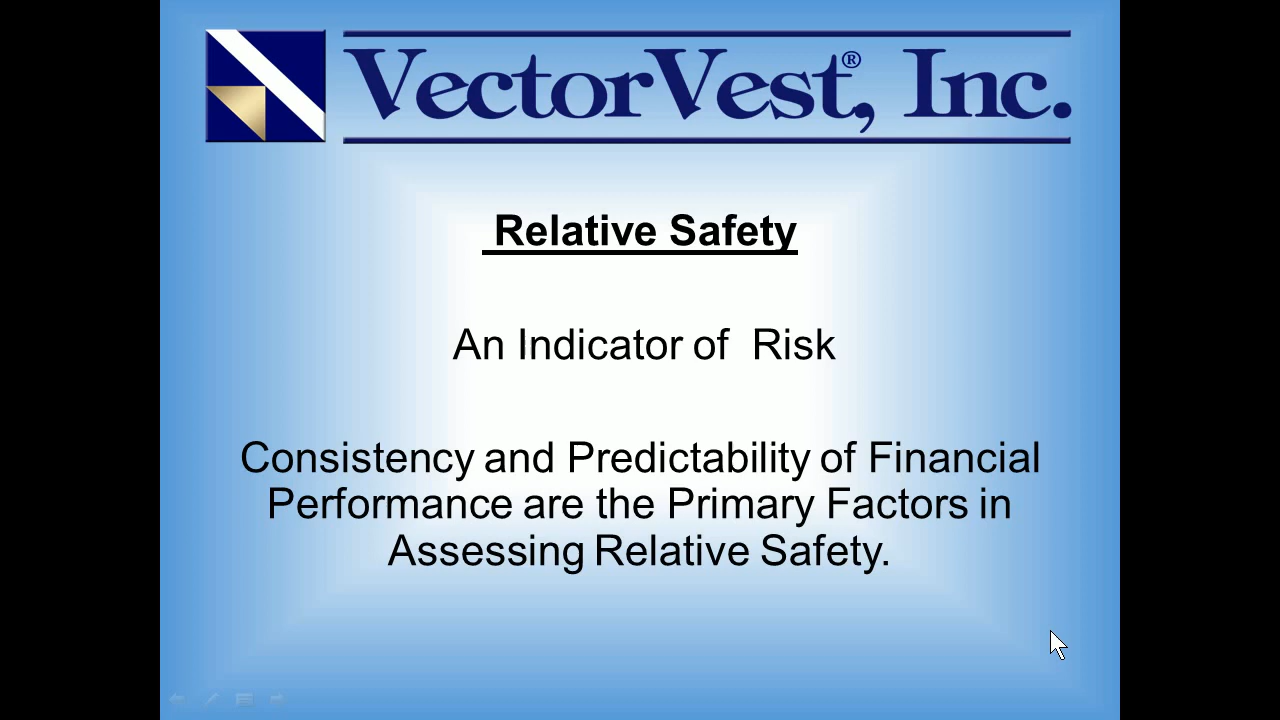 VectorVest®, Inc.
Relative Safety
An Indicator of  Risk
Consistency and Predictability of Financial
Performance are the Primary Factors in
Assessing Relative Safety.